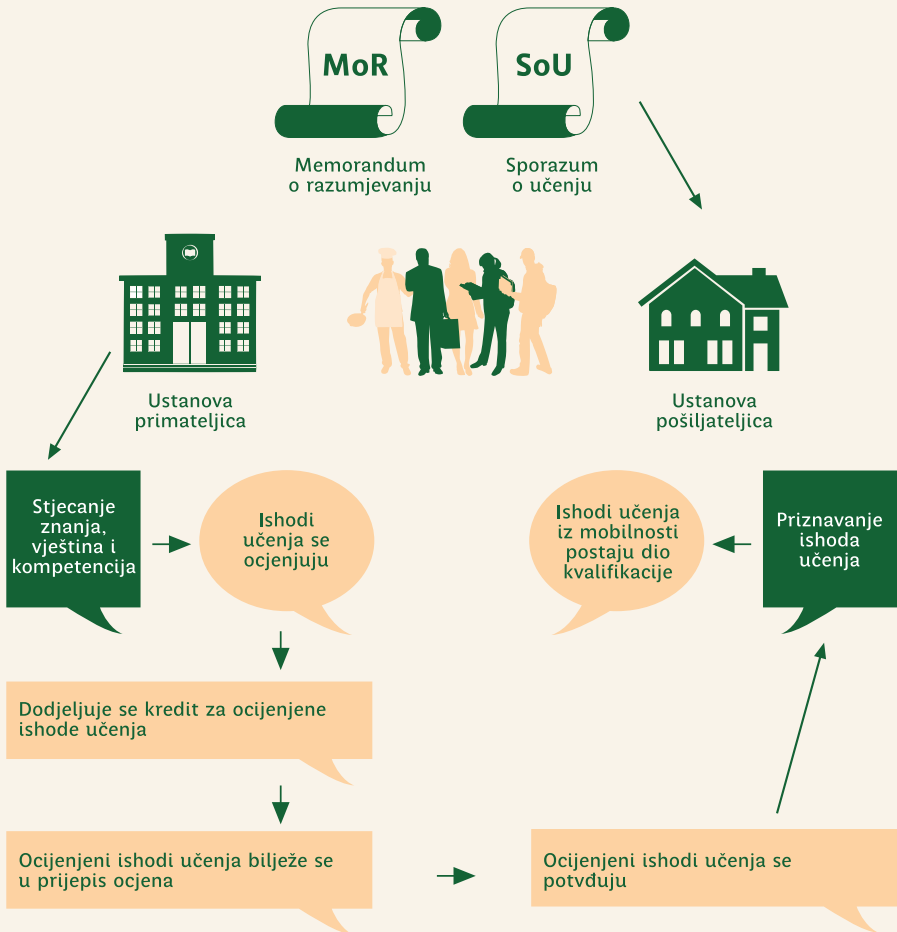 MoR
SoU
Memorandum
o razumjevanju
Sporazum
o učenju
Ustanova
primateljica
Ustanova
pošiljateljica
Stjecanje
znanja,
vještina i
kompetencija
Ishodi
učenja se
ocjenjuju
Ishodi učenja
iz mobilnosti
postaju dio
kvalifikacije
Priznavanje
ishoda
učenja
Dodjeljuje se kredit za ocijenjene
ishode učenja
Ocijenjeni ishodi učenja bilježe se
u prijepis ocjena
Ocijenjeni ishodi učenja se
potvđuju